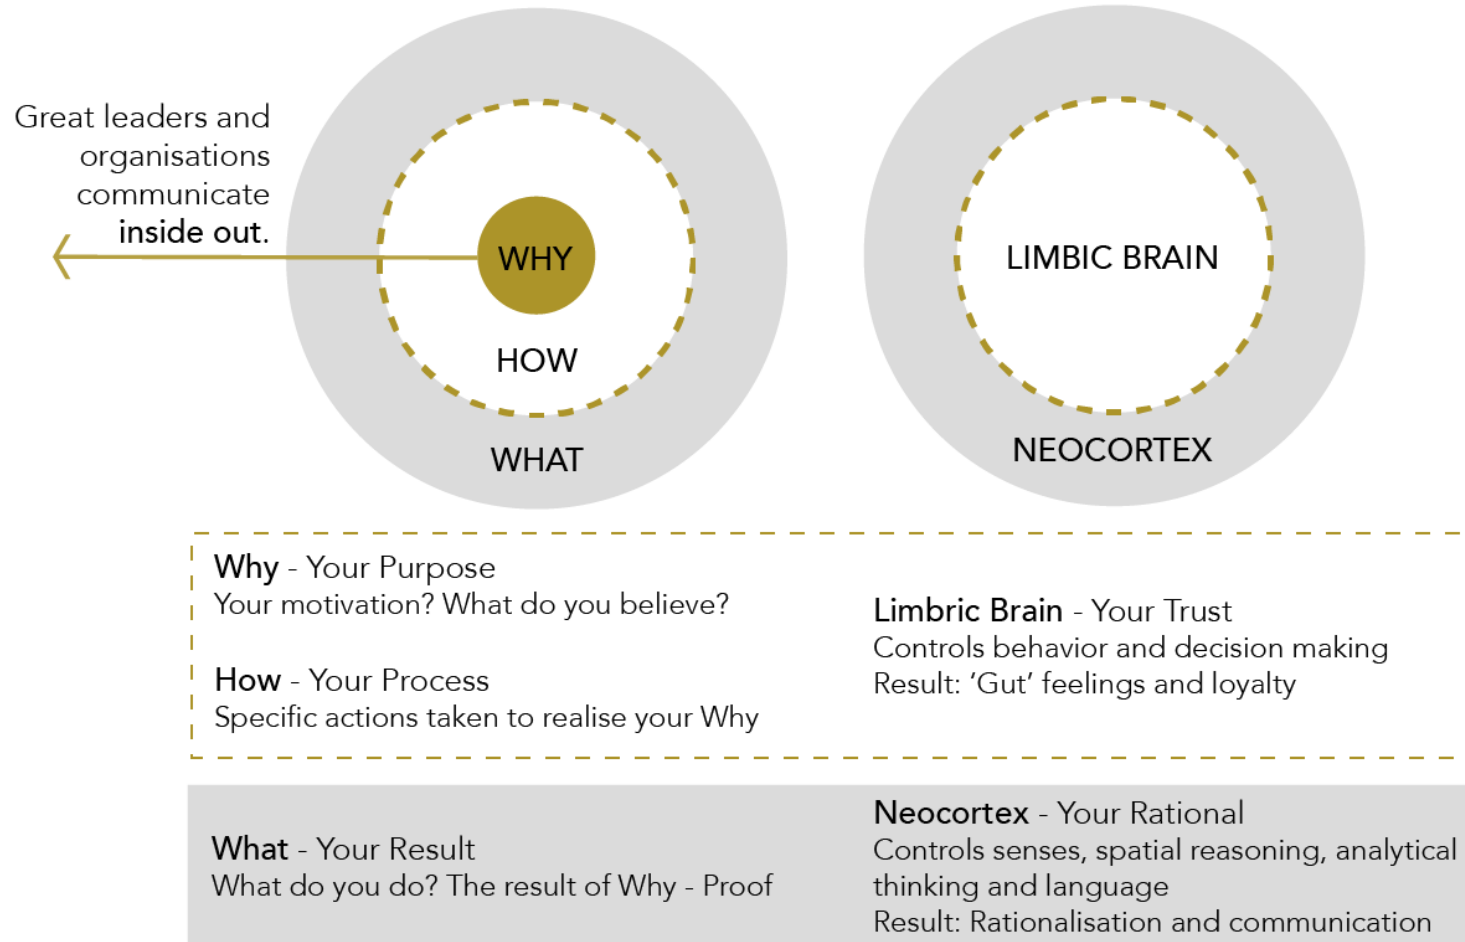 Great leaders and
organisations
communicate
inside out.
WHY
HOW
WHAT
LIMBIC BRAIN
NEOCORTEX
Why - Your Purpose
Your motivation? What do you believe?
How - Your Process
Specific actions taken to realise your Why
Limbric Brain - Your Trust
Controls behavior and decision making
Result: ‘Gut’ feelings and loyalty
What - Your Result
What do you do? The result of Why - Proof
Neocortex - Your Rational
Controls senses, spatial reasoning, analytical
thinking and language
Result: Rationalisation and communication